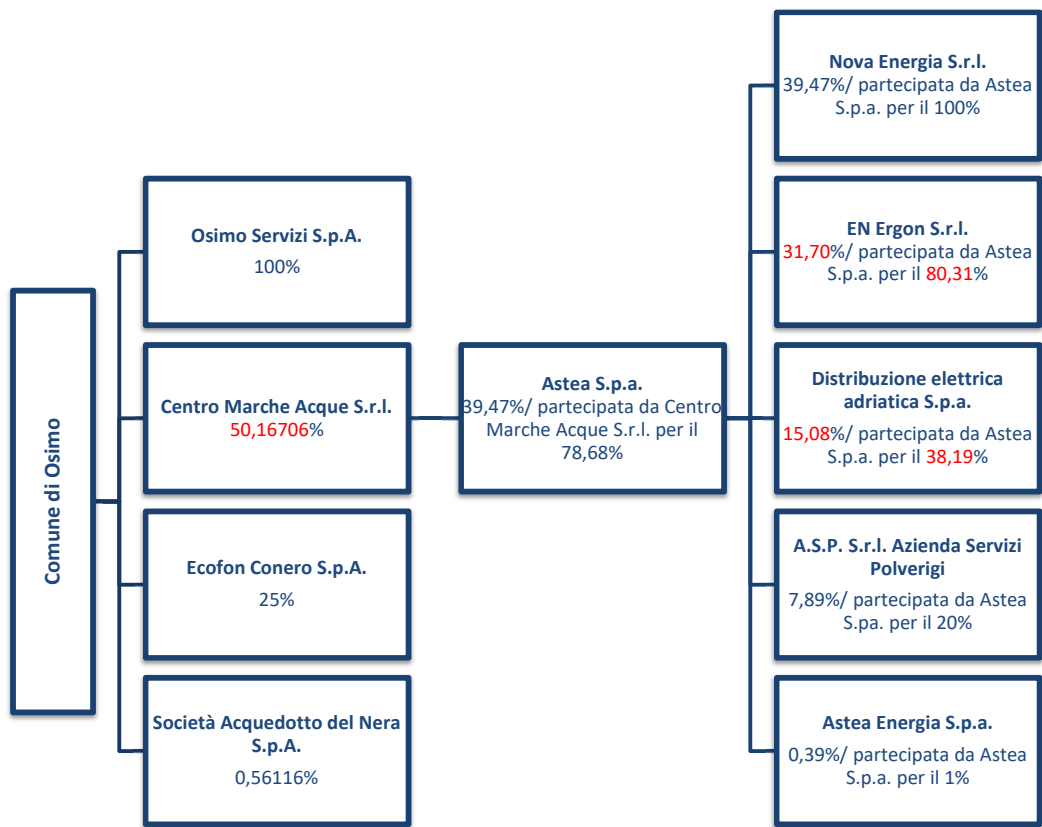 Comune di Osimo
Osimo Servizi S.p.A.
100%
Centro Marche Acque S.r.l.
50,16706%
Ecofon Conero S.p.A.
25%
Società Acquedotto del Nera
S.p.A.
0,56116%
Astea S.p.a.
39,47%/ partecipata da Centro
Marche Acque S.r.l. per il
78,68%
Nova Energia S.r.l.
39,47%/ partecipata da Astea
S.p.a. per il 100%
EN Ergon S.r.l.
31,70%/ partecipata da Astea
S.p.a. per il 80,31%
Distribuzione elettrica
adriatica S.p.a.
15,08%/ partecipata da Astea
S.p.a. per il 38,19%
A.S.P. S.r.l. Azienda Servizi
Polverigi
7,89%/ partecipata da Astea
S.pa. per il 20%
Astea Energia S.p.a.
0,39%/ partecipata da Astea
S.p.a. per il 1%